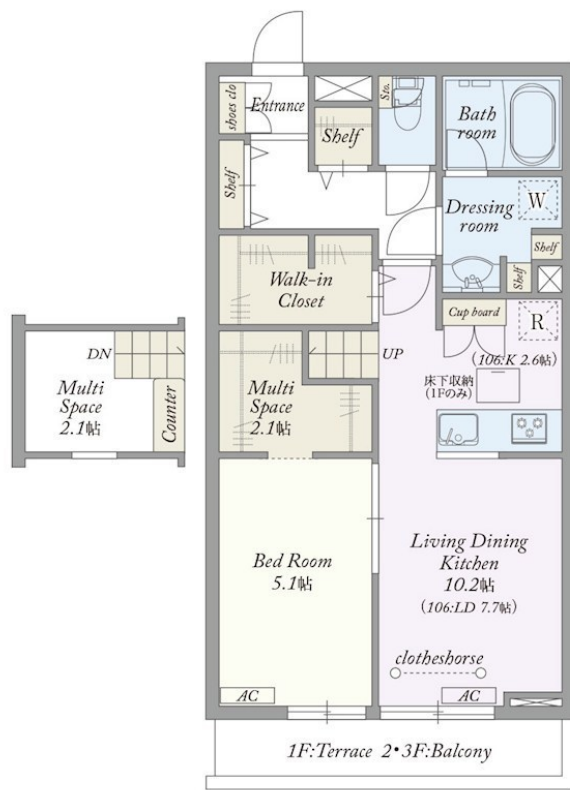 Entrance
shoes clo
Shelf
Shelf
Sto.
Bath
room
Dressing
room
W
Shelf
Shelf
Walk-in
Closet
Cup board
R
(106:K 2.6帖)
床下収納
(1Fのみ)
UP
DN
Multi
Space
2.1帖
Counter
Multi
Space
2.1帖
Bed Room
5.1帖
Living Dining
Kitchen
10.2帖
(106:LD 7.7帖)
clotheshorse
AC
AC
1F:Terrace 2・3F:Balcony